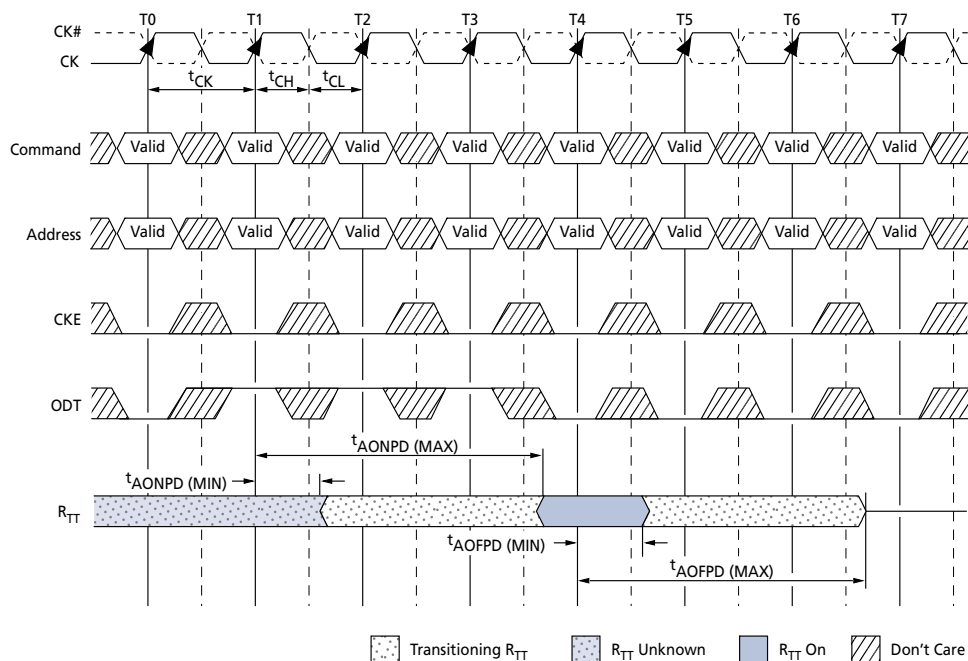 T0 T1 T2 T3 T4 T5 T6 T7
CK#
CK
tCK tCH tCL
Command Valid Valid Valid Valid Valid Valid Valid Valid
Address Valid Valid Valid Valid Valid Valid Valid Valid
CKE
ODT
tAONPD (MAX)
tAONPD (MIN)
RTT
tAOFPD (MIN)
tAOFPD (MAX)
Transitioning RTT RTT Unknown RTT On Don't Care